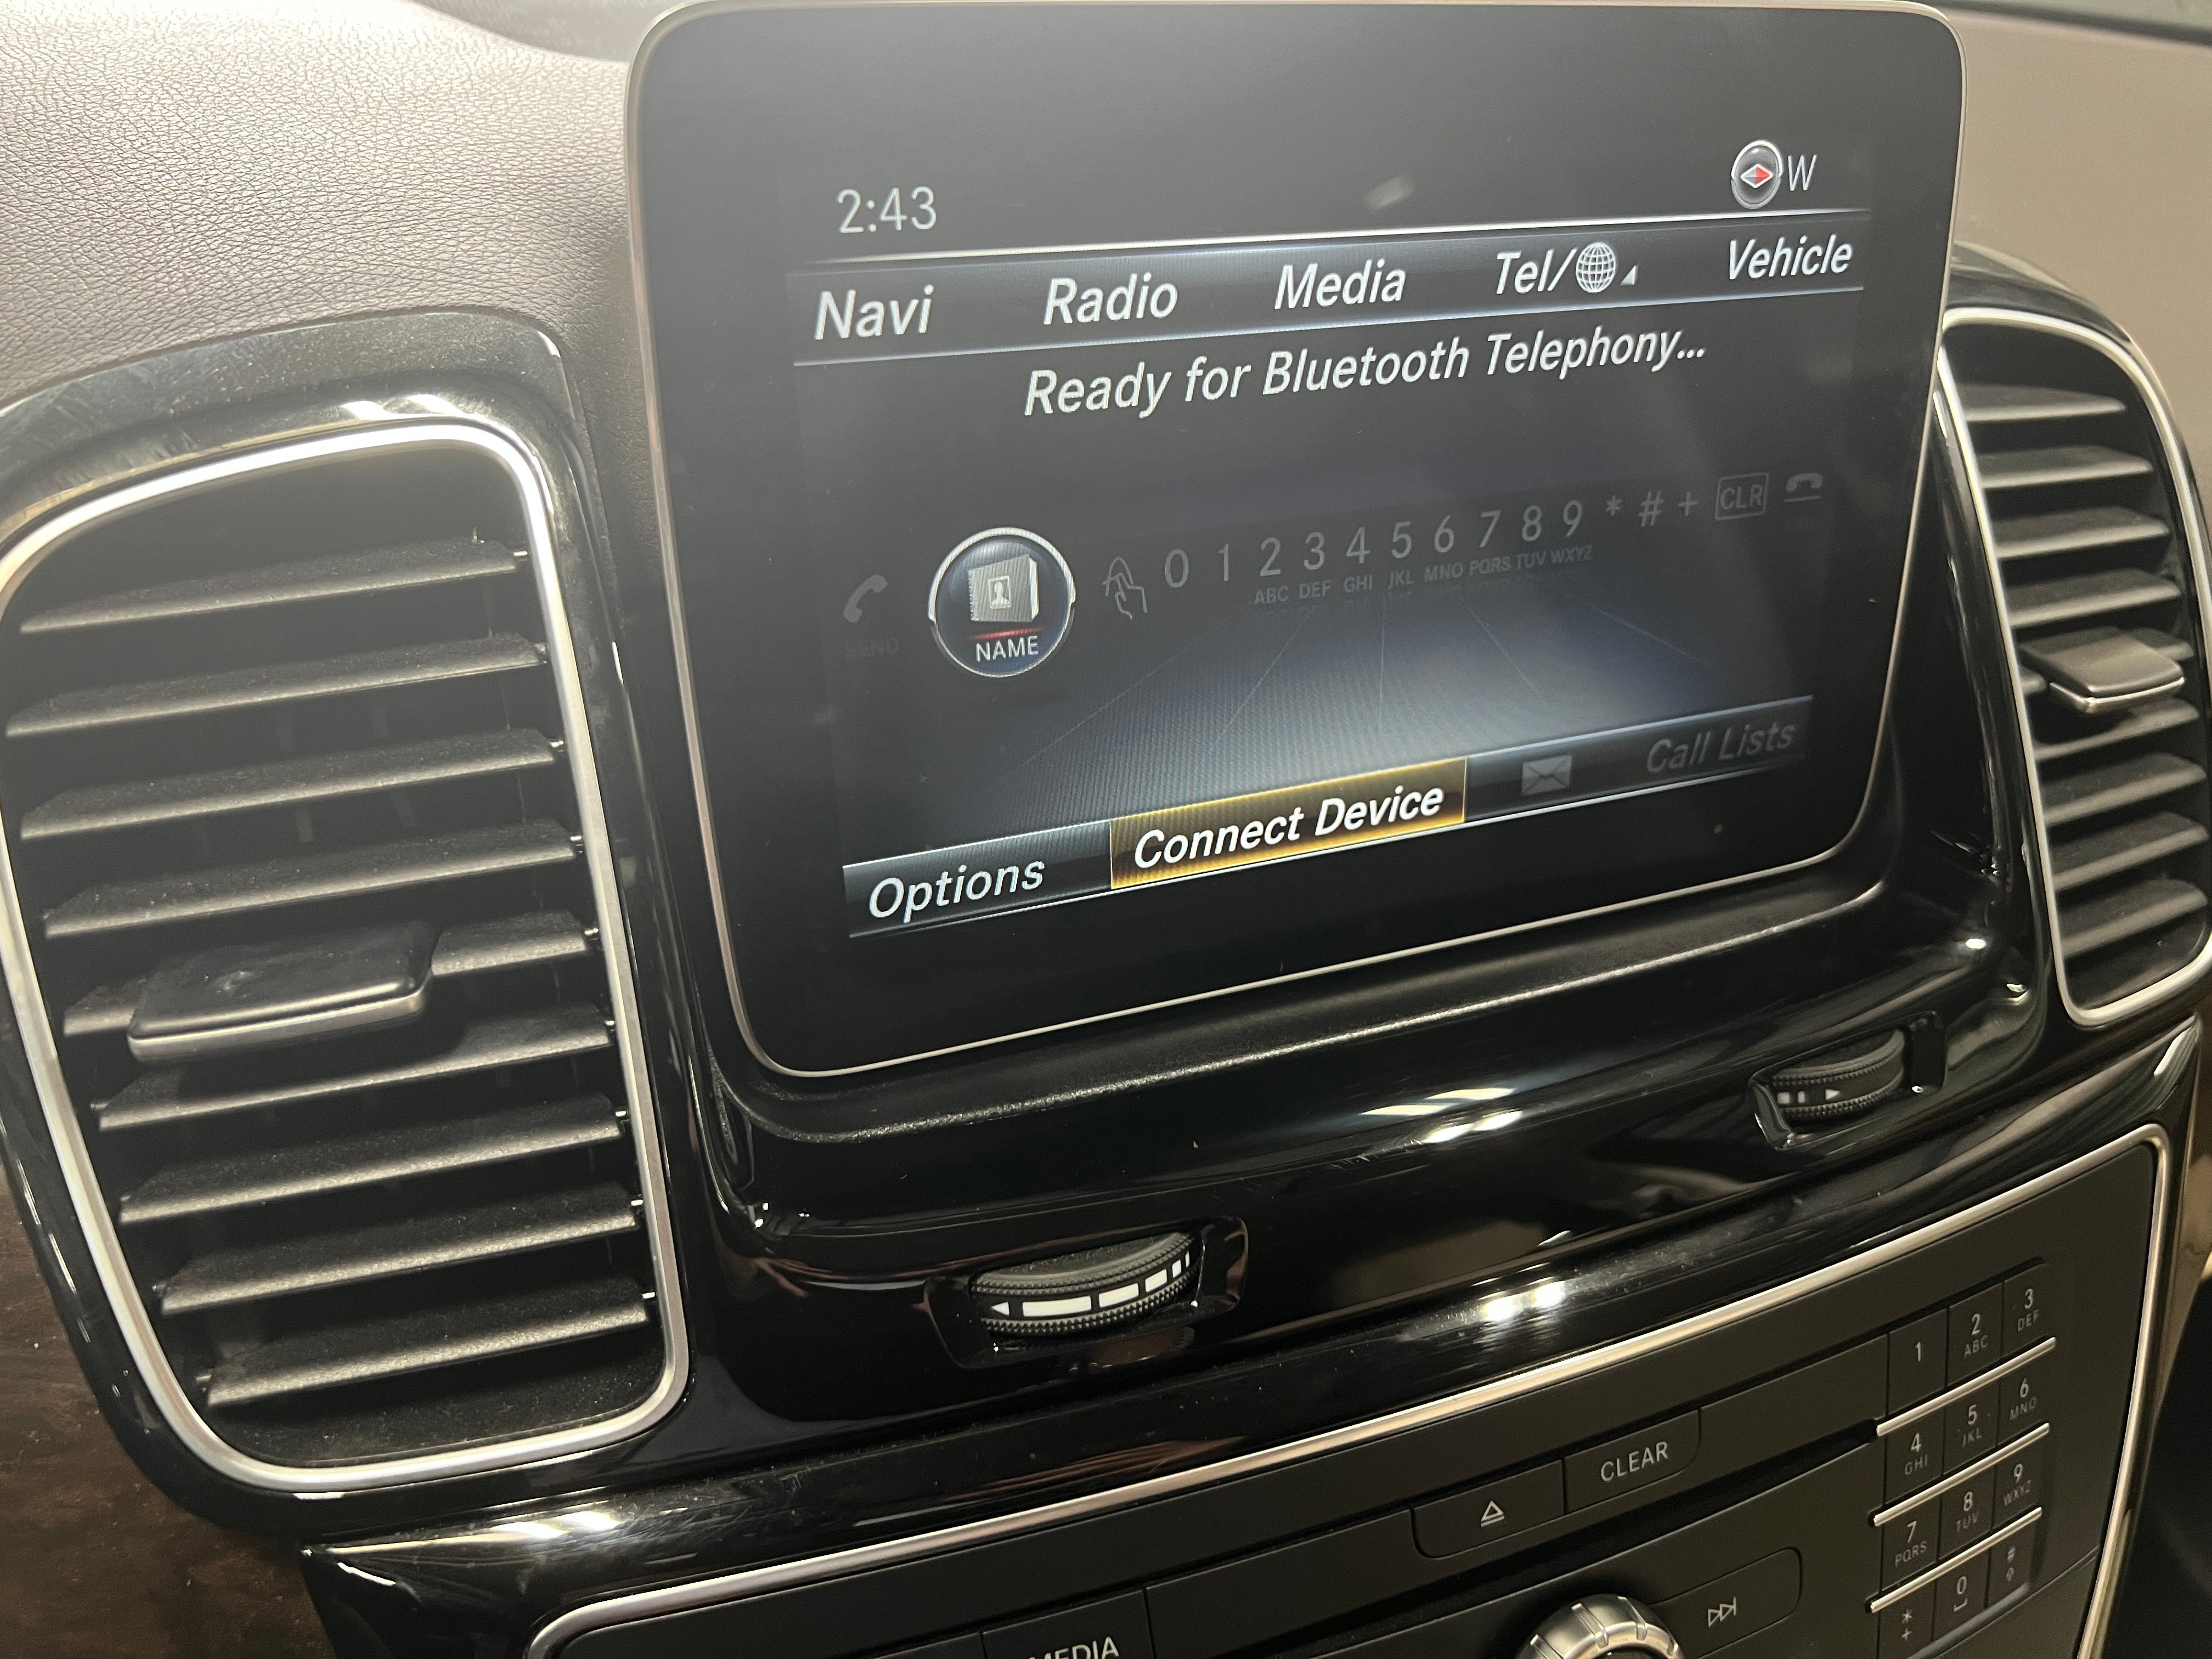 2:43 W
Navi Radio Media Tel/ Vehicle
Ready for Bluetooth Telephony...
SEND NAME 0 1 2 3 4 5 6 7 8 9 * # + CLR
ABC DEF GHI JKL MNO PQRS TUV WXYZ
Options Connect Device Call Lists
1 2 ABC 3 DEF
CLEAR
4 GHI 5 JKL 6 MNO
7 PQRS 8 TUV 9 WXYZ
* + 0 #
MEDIA